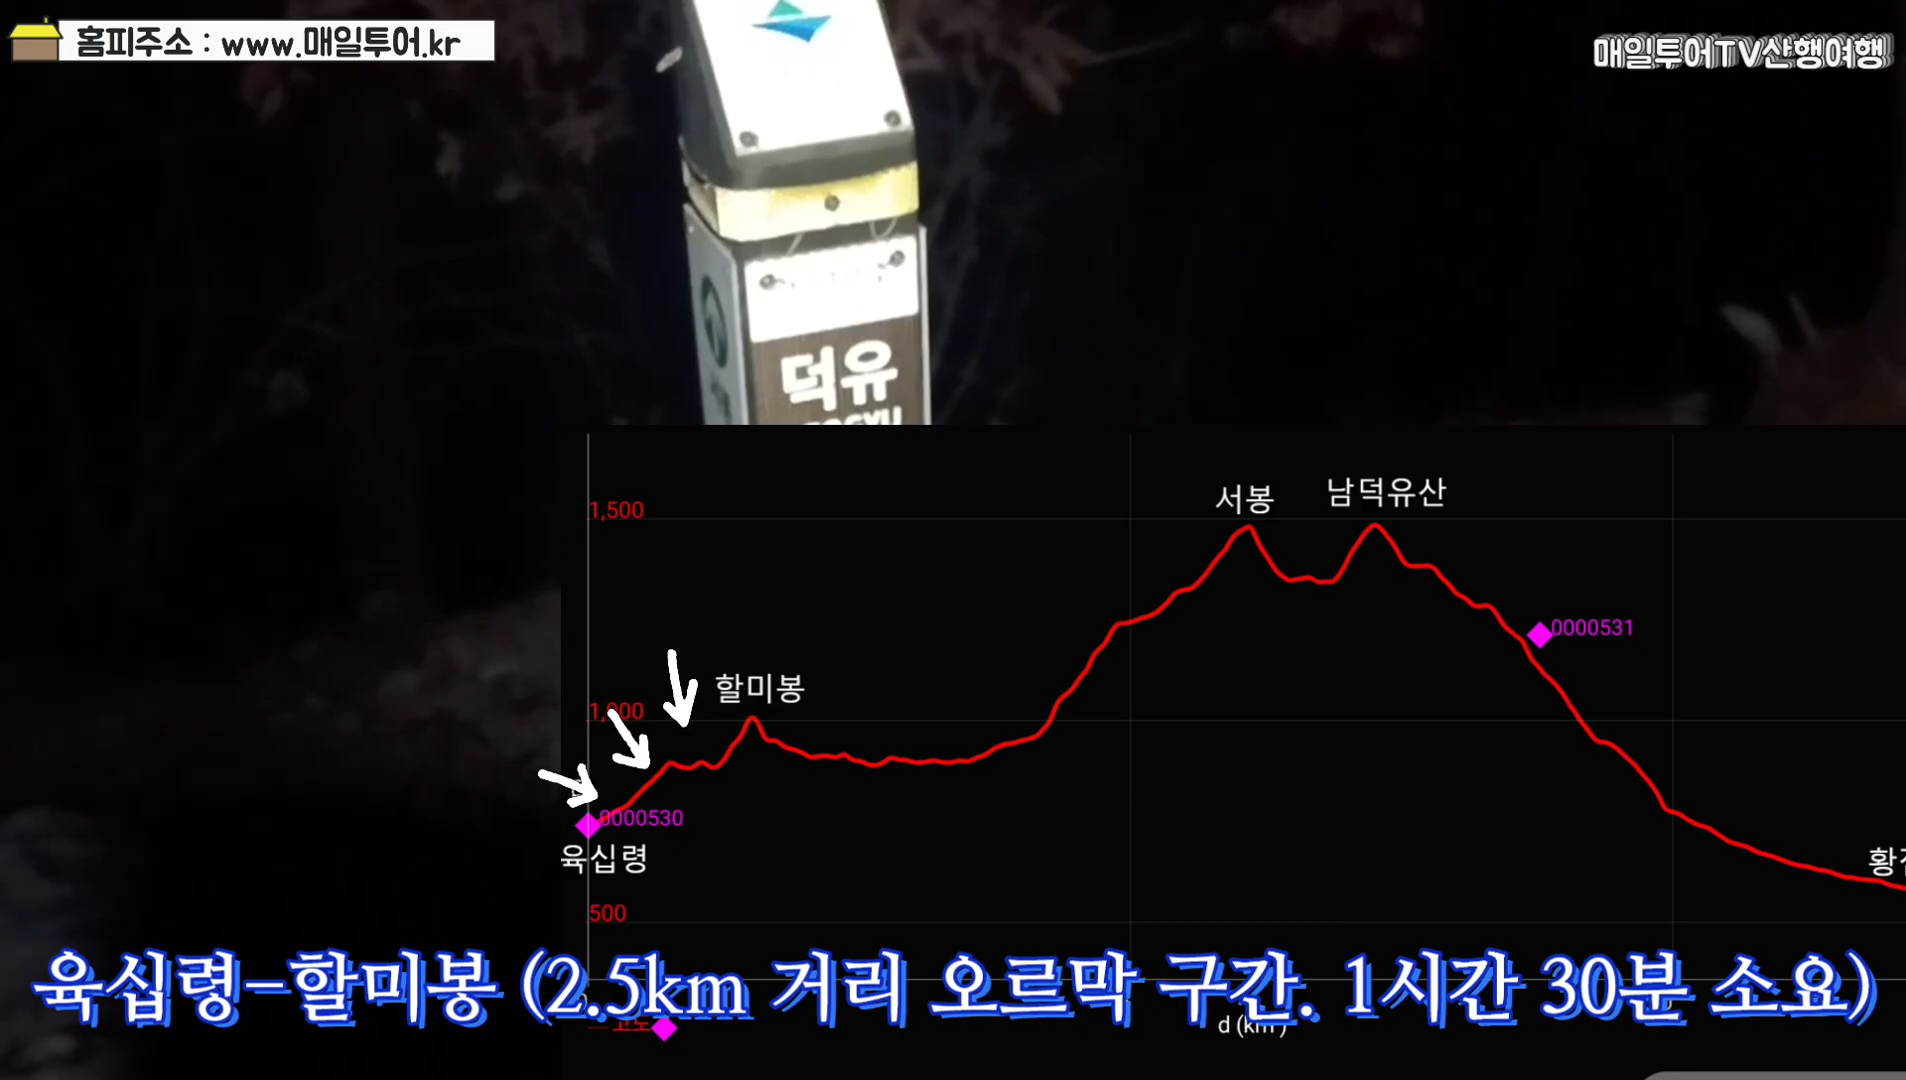 홈피주소 : www.매일투어.kr
매일투어TV산행여행
덕유
서봉
남덕유산
1,500
0000531
할미봉
1,000
0000530
육십령
500
육십령-할미봉 (2.5km 거리 오르막 구간. 1시간 30분 소요)
d (km)